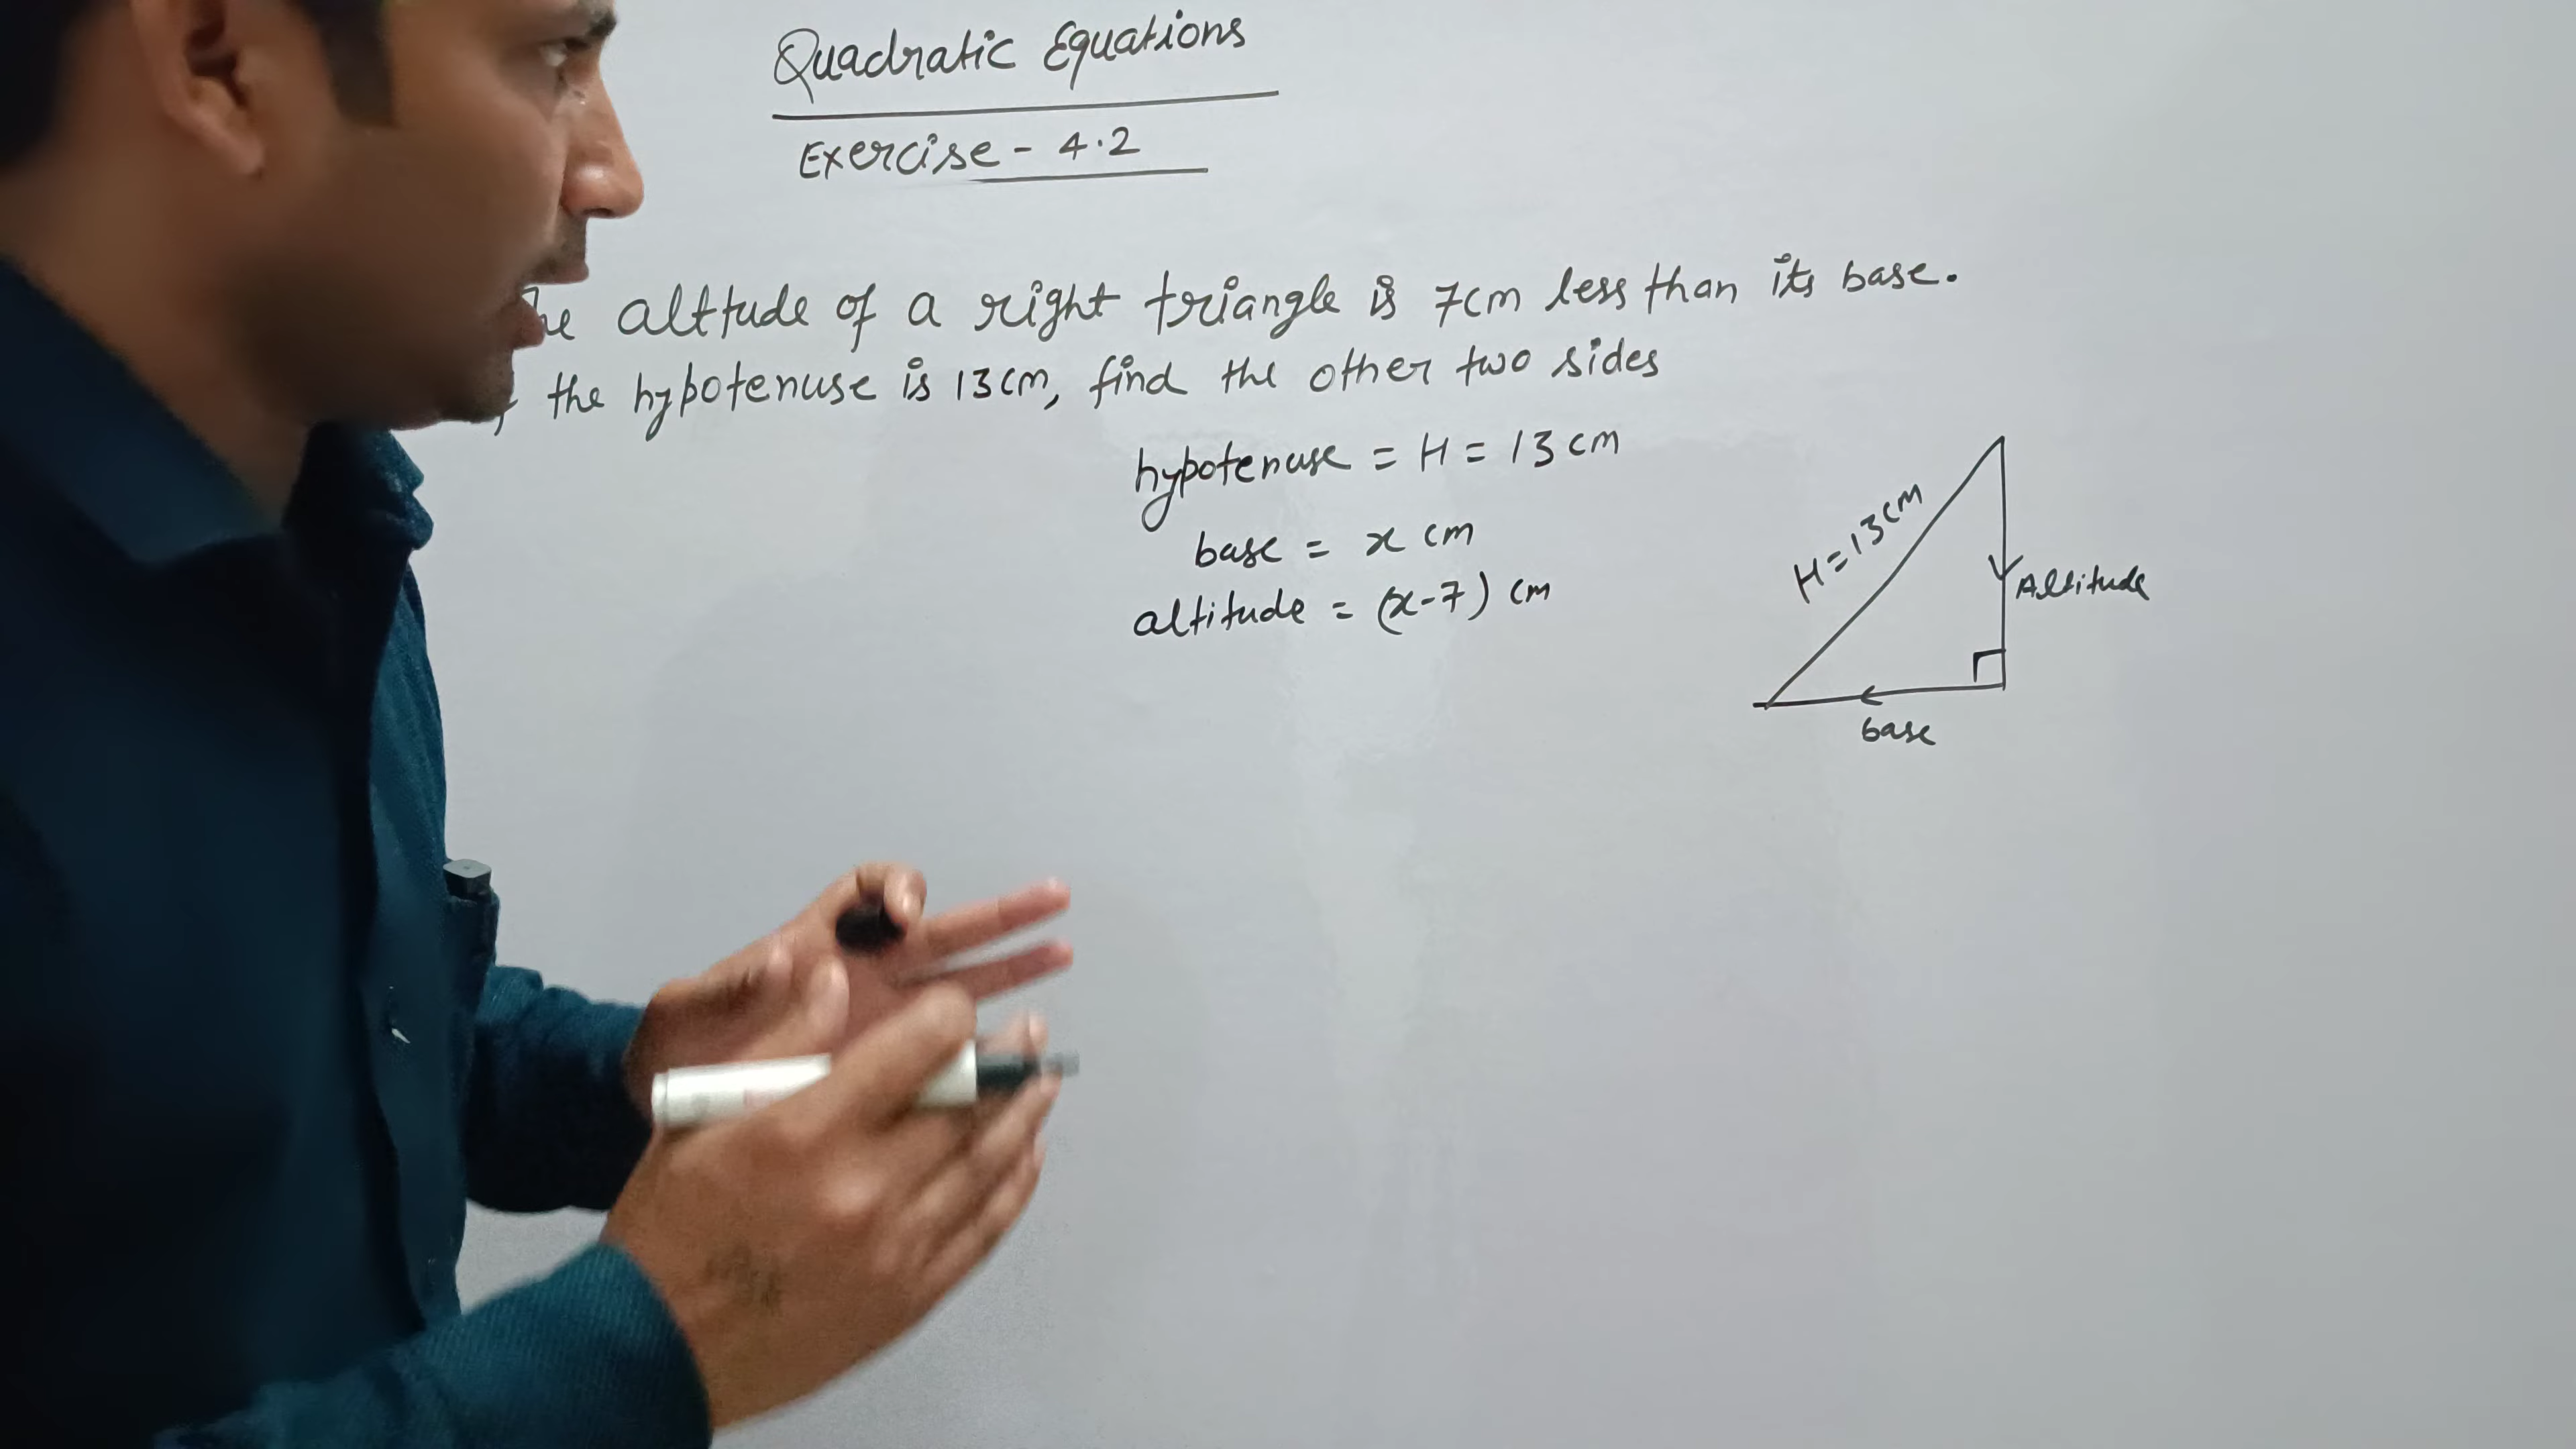 Quadratic Equations
Exercise - 4.2
alttude of a right triangle is 7cm less than its base.
the hypotenuse is 13cm, find the other two sides
hypotenuse = H = 13 cm
base = x cm
altitude = (x-7) cm
H = 13cm
Altitude
base